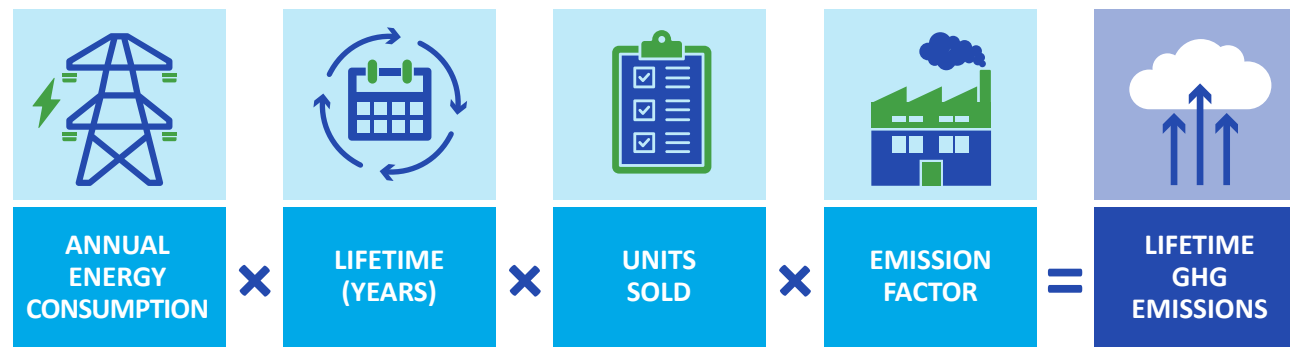 ANNUAL
ENERGY
CONSUMPTION
×
LIFETIME
(YEARS)
×
UNITS
SOLD
×
EMISSION
FACTOR
=
LIFETIME
GHG
EMISSIONS